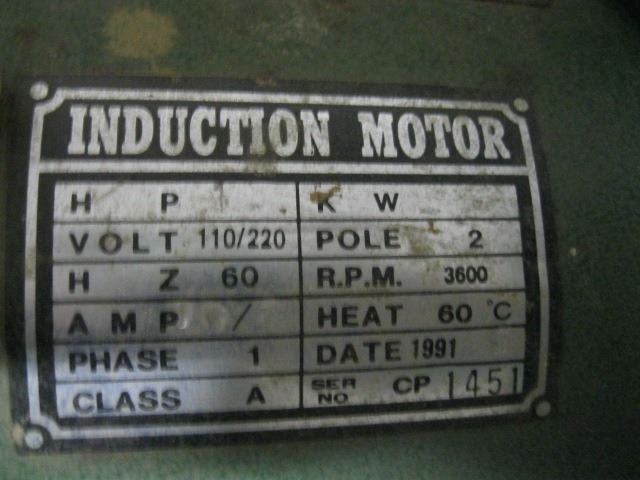 INDUCTION MOTOR
H P K W
VOLT 110/220 POLE 2
H Z 60 R.P.M. 3600
AMP / HEAT 60 °C
PHASE 1 DATE 1991
CLASS A SER NO CP 1451